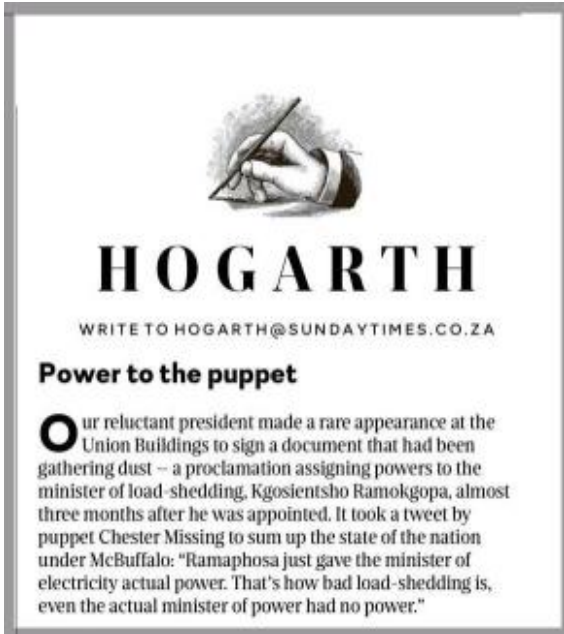 HOGARTH
WRITE TO HOGARTH@SUNDAYTIMES.CO.ZA
Power to the puppet
Our reluctant president made a rare appearance at the
Union Buildings to sign a document that had been
gathering dust – a proclamation assigning powers to the
minister of load-shedding, Kgosientsho Ramokgopa, almost
three months after he was appointed. It took a tweet by
puppet Chester Missing to sum up the state of the nation
under McBuffalo: “Ramaphosa just gave the minister of
electricity actual power. That's how bad load-shedding is,
even the actual minister of power had no power.”